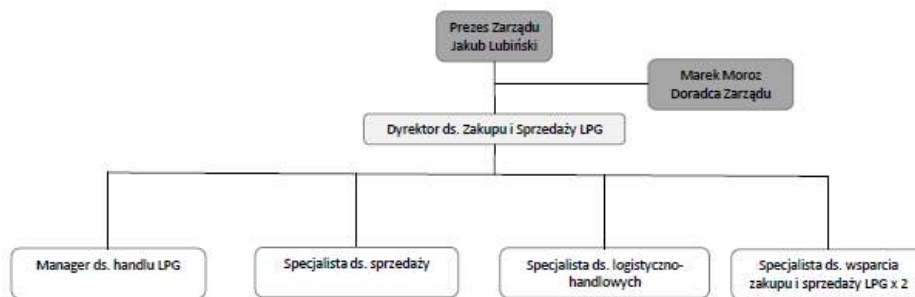 Prezes Zarządu
Jakub Lubiński
Marek Moroz
Doradca Zarządu
Dyrektor ds. Zakupu i Sprzedaży LPG
Manager ds. handlu LPG
Specjalista ds. sprzedaży
Specjalista ds. logistyczno-
handlowych
Specjalista ds. wsparcia
zakupu i sprzedaży LPG x 2